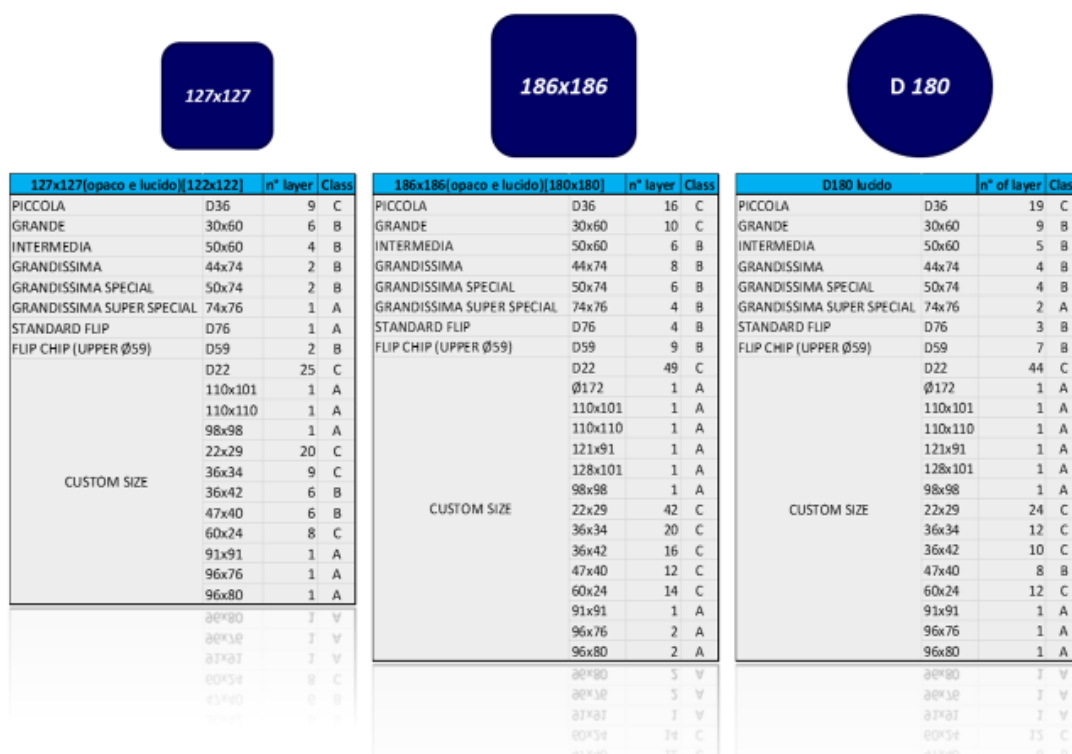 127x127
186x186
D 180
127x127(opaco e lucido)[122x122] n° layer Class
PICCOLA D36 9 C
GRANDE 30x60 6 B
INTERMEDIA 50x60 4 B
GRANDISSIMA 44x74 2 B
GRANDISSIMA SPECIAL 50x74 2 B
GRANDISSIMA SUPER SPECIAL 74x76 1 A
STANDARD FLIP D76 1 A
FLIP CHIP (UPPER Ø59) D59 2 B
D22 25 C
110x101 1 A
110x110 1 A
98x98 1 A
22x29 20 C
36x34 9 C
CUSTOM SIZE
36x42 6 B
47x40 6 B
60x24 8 C
91x91 1 A
96x76 1 A
96x80 1 A
186x186(opaco e lucido)[180x180] n° layer Class
PICCOLA D36 16 C
GRANDE 30x60 10 C
INTERMEDIA 50x60 6 B
GRANDISSIMA 44x74 8 B
GRANDISSIMA SPECIAL 50x74 6 B
GRANDISSIMA SUPER SPECIAL 74x76 4 B
STANDARD FLIP D76 4 B
FLIP CHIP (UPPER Ø59) D59 9 B
D22 49 C
Ø172 1 A
110x101 1 A
110x110 1 A
121x91 1 A
128x101 1 A
98x98 1 A
CUSTOM SIZE 22x29 42 C
36x34 20 C
36x42 16 C
47x40 12 C
60x24 14 C
91x91 1 A
96x76 2 A
96x80 2 A
D180 lucido n° of layer Clas
PICCOLA D36 19 C
GRANDE 30x60 9 B
INTERMEDIA 50x60 5 B
GRANDISSIMA 44x74 4 B
GRANDISSIMA SPECIAL 50x74 4 B
GRANDISSIMA SUPER SPECIAL 74x76 2 A
STANDARD FLIP D76 3 B
FLIP CHIP (UPPER Ø59) D59 7 B
D22 44 C
Ø172 1 A
110x101 1 A
110x110 1 A
121x91 1 A
128x101 1 A
98x98 1 A
CUSTOM SIZE 22x29 24 C
36x34 12 C
36x42 10 C
47x40 8 B
60x24 12 C
91x91 1 A
96x76 1 A
96x80 1 A